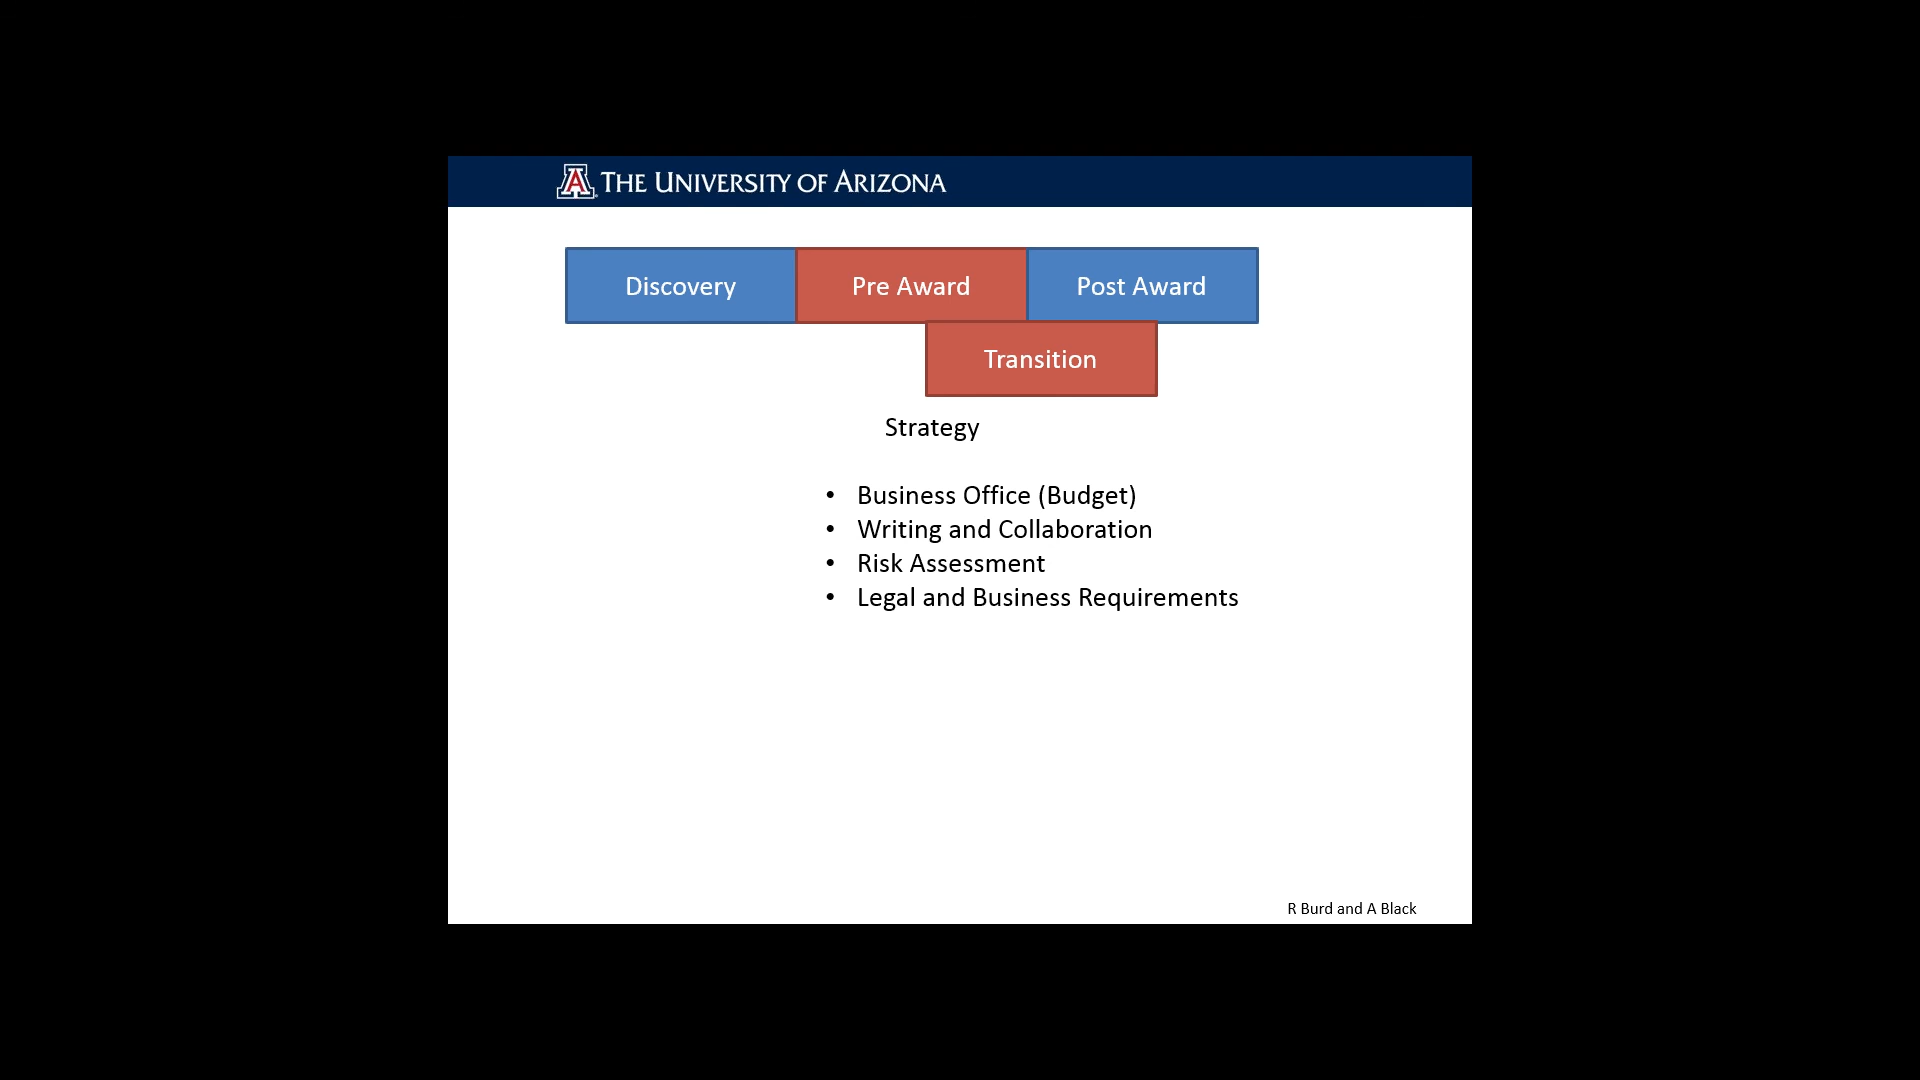 THE UNIVERSITY OF ARIZONA
Discovery
Pre Award
Post Award
Transition
Strategy
• Business Office (Budget)
• Writing and Collaboration
• Risk Assessment
• Legal and Business Requirements
R Burd and A Black